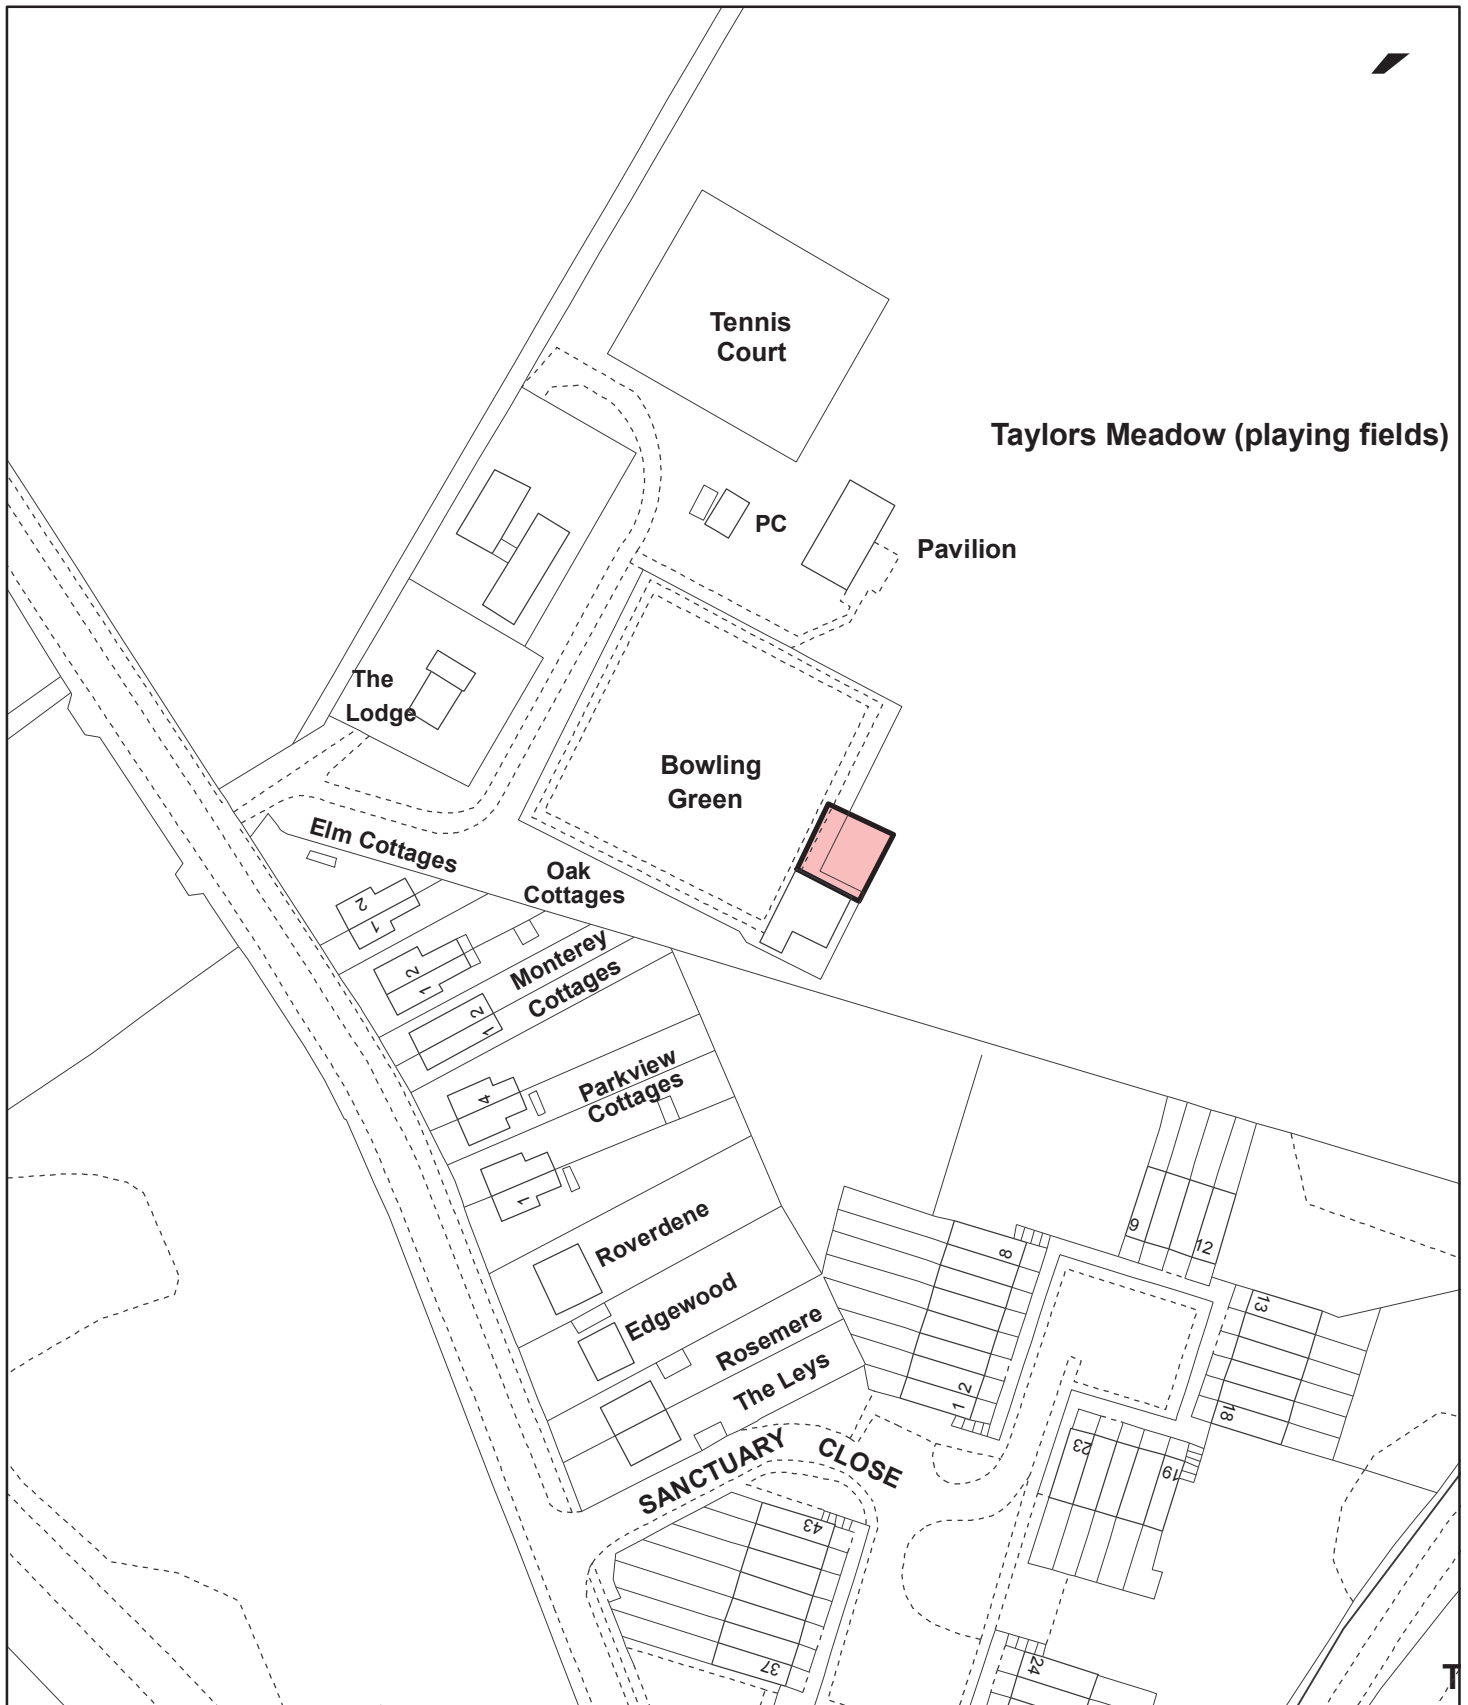 Tennis
Court
Taylors Meadow (playing fields)
PC
Pavilion
The
Lodge
Bowling
Green
Elm Cottages
Oak
Cottages
2
1
2
1
Monterey
Cottages
2
1
Parkview
Cottages
4
1
Roverdene
Edgewood
Rosemere
The Leys
SANCTUARY CLOSE
8
2
1
9
12
13
18
23
19
43
37
24
T